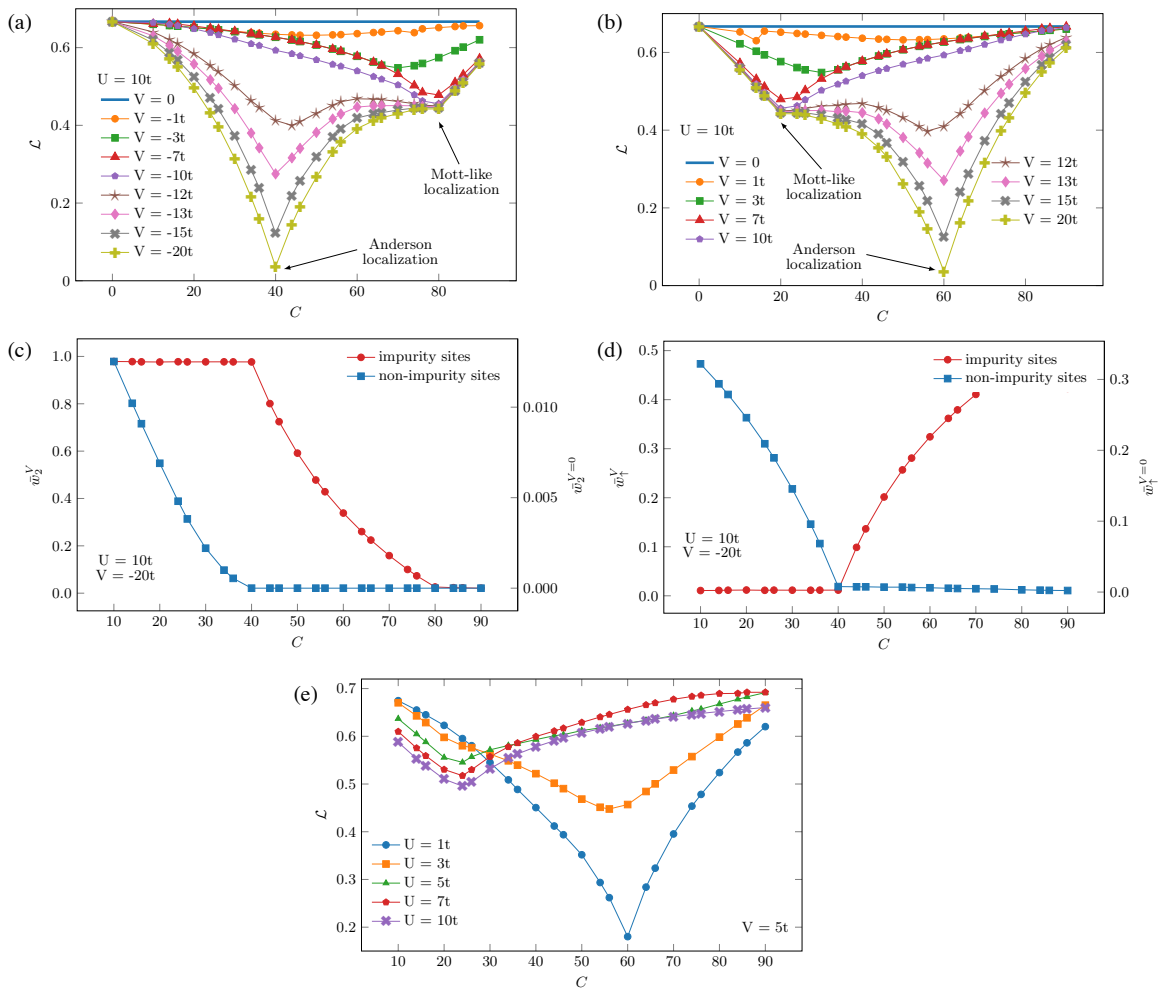 (a)
0.6
0.4
0.2
0
ℒ
U = 10t
V = 0
V = -1t
V = -3t
V = -7t
V = -10t
V = -12t
V = -13t
V = -15t
V = -20t
Mott-like
localization
Anderson
localization
0 20 40 60 80
C
(b)
0.6
0.4
0.2
0
ℒ
U = 10t
V = 0
V = 1t
V = 3t
V = 7t
V = 10t
V = 12t
V = 13t
V = 15t
V = 20t
Mott-like
localization
Anderson
localization
0 20 40 60 80
C
(c)
1.0
0.8
0.6
0.4
0.2
0.0
w̄₂^V
impurity sites
non-impurity sites
0.010
0.005
0.000
w̄₂^{V=0}
U = 10t
V = -20t
10 20 30 40 50 60 70 80 90
C
(d)
0.5
0.4
0.3
0.2
0.1
0.0
w̄↑^V
impurity sites
non-impurity sites
0.3
0.2
0.1
0.0
w̄↑^{V=0}
U = 10t
V = -20t
10 20 30 40 50 60 70 80 90
C
(e)
0.7
0.6
0.5
0.4
0.3
0.2
ℒ
U = 1t
U = 3t
U = 5t
U = 7t
U = 10t
V = 5t
10 20 30 40 50 60 70 80 90
C